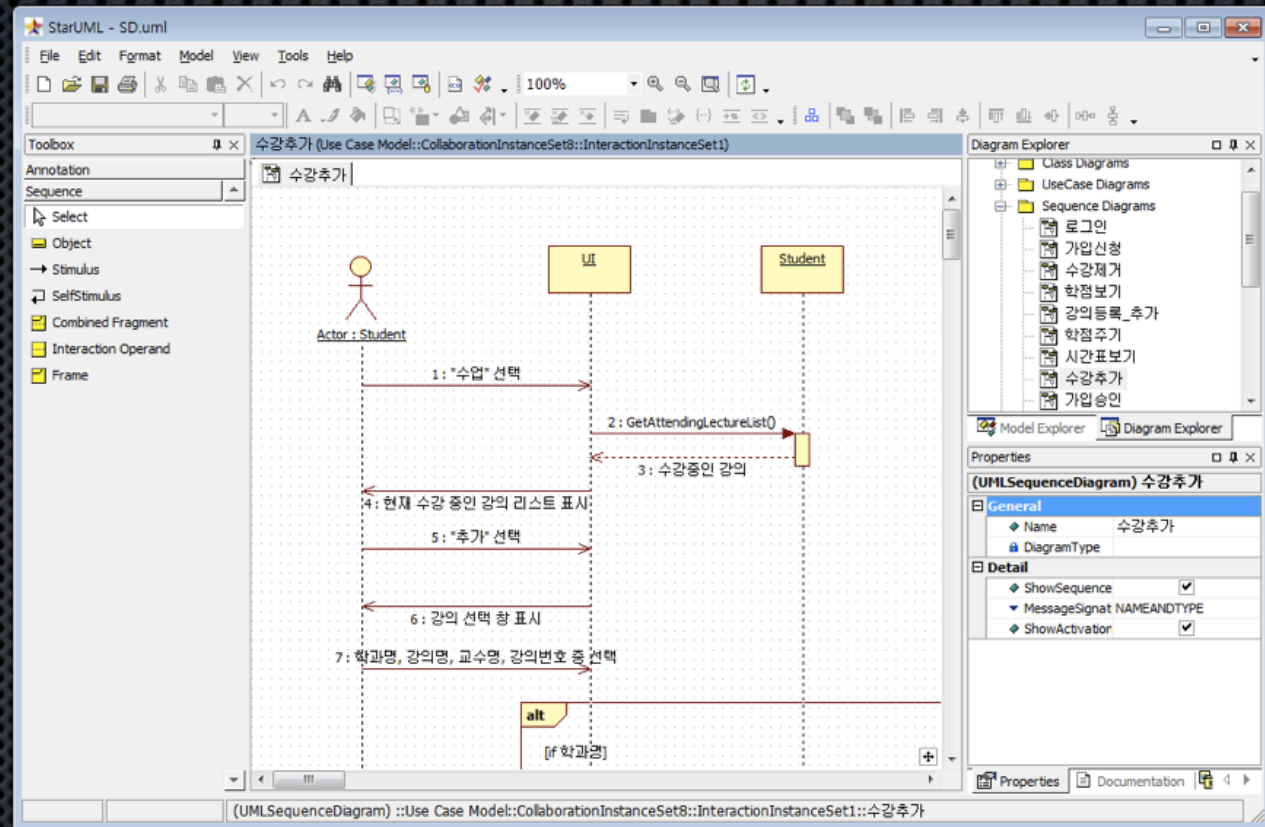 StarUML - SD.uml
File Edit Format Model View Tools Help
100%
Toolbox
Annotation
Sequence
Select
Object
Stimulus
SelfStimulus
Combined Fragment
Interaction Operand
Frame
수강추가 (Use Case Model::CollaborationInstanceSet8::InteractionInstanceSet1)
수강추가
Actor : Student
UI
Student
1 : "수업" 선택
2 : GetAttendingLectureList()
3 : 수강중인 강의
4 : 현재 수강 중인 강의 리스트 표시
5 : "추가" 선택
6 : 강의 선택 창 표시
7 : 학과명, 강의명, 교수명, 강의번호 중 선택
alt
[if 학과명]
Diagram Explorer
Class Diagrams
UseCase Diagrams
Sequence Diagrams
로그인
가입신청
수강제거
학점보기
강의등록_추가
학점주기
시간표보기
수강추가
가입승인
Model Explorer Diagram Explorer
Properties
(UMLSequenceDiagram) 수강추가
General
Name 수강추가
DiagramType
Detail
ShowSequence
MessageSignat NAMEANDTYPE
ShowActivation
Properties Documentation
(UMLSequenceDiagram) ::Use Case Model::CollaborationInstanceSet8::InteractionInstanceSet1::수강추가